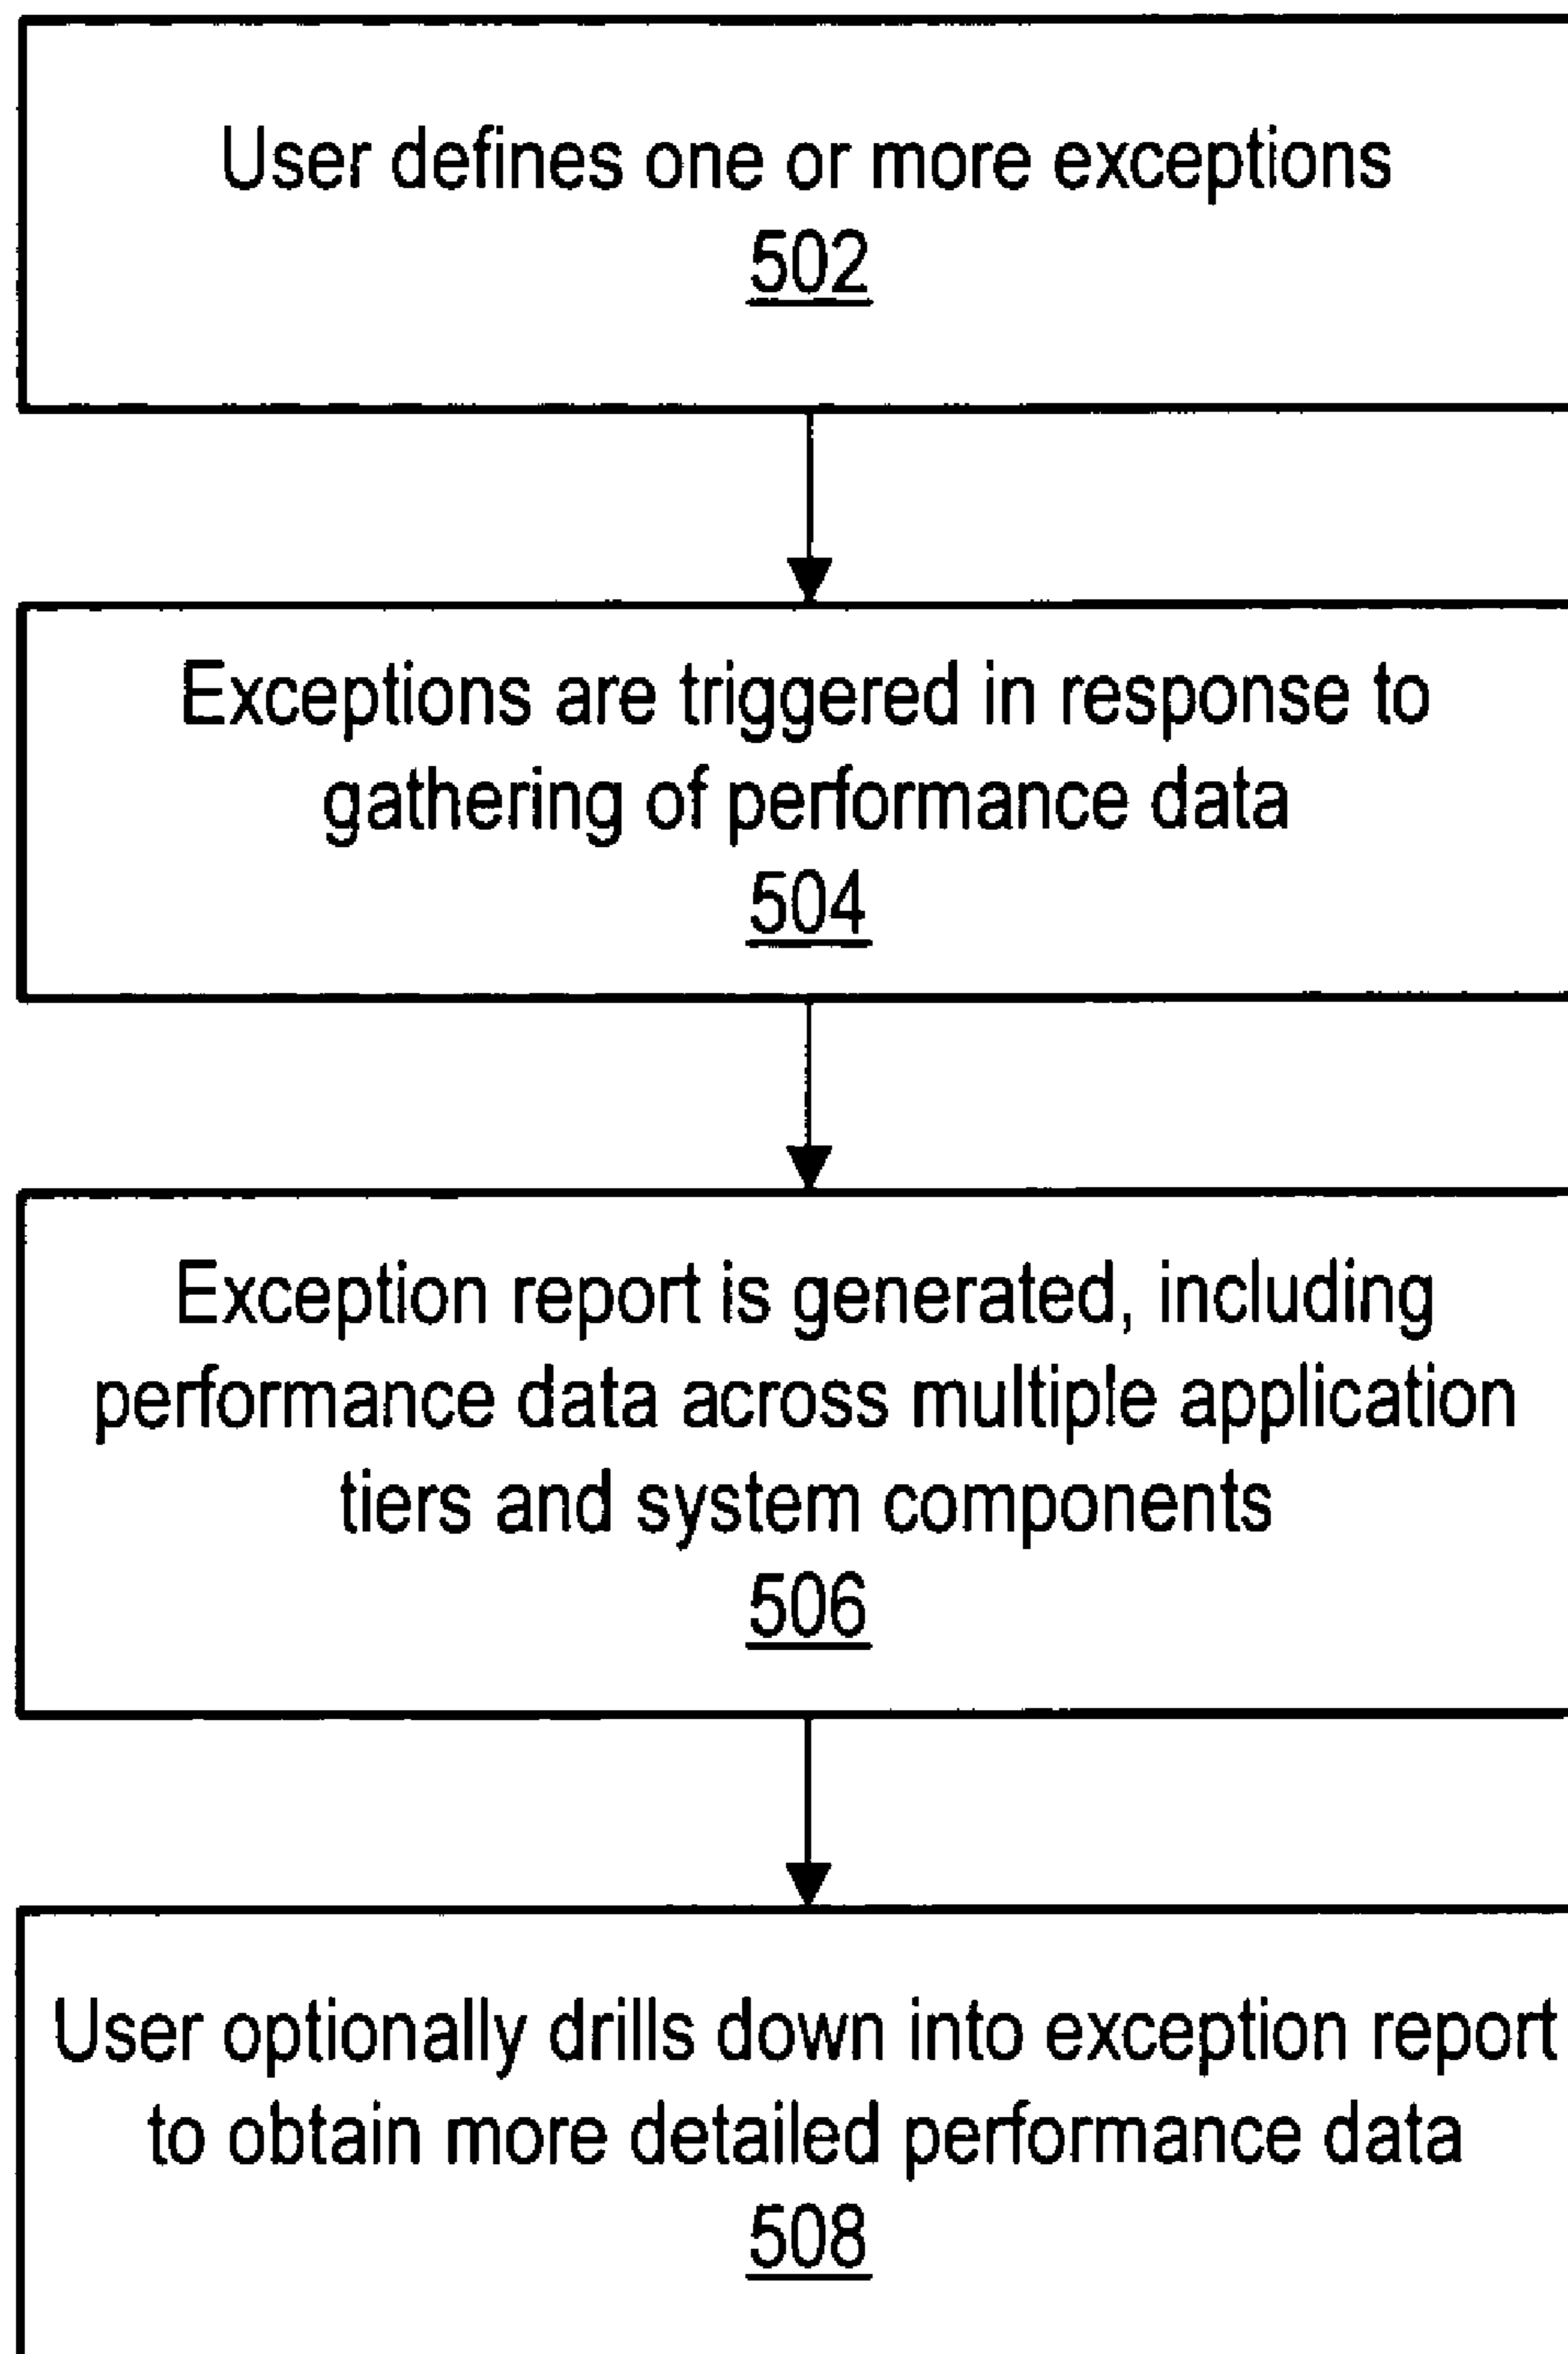 User defines one or more exceptions
502
Exceptions are triggered in response to
gathering of performance data
504
Exception report is generated, including
performance data across multiple application
tiers and system components
506
User optionally drills down into exception report
to obtain more detailed performance data
508